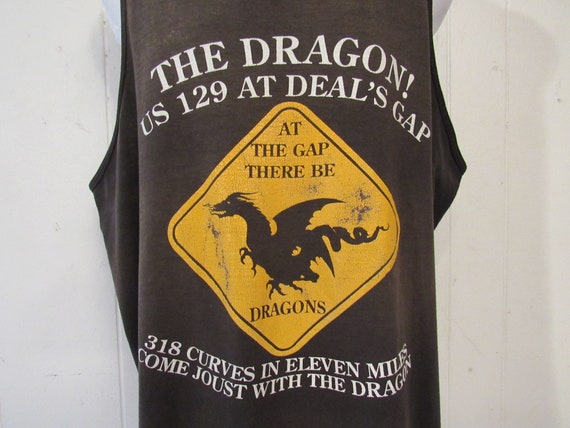 THE DRAGON!
US 129 AT DEAL'S GAP
AT
THE GAP
THERE BE
DRAGONS
318 CURVES IN ELEVEN MILES
COME JOUST WITH THE DRAGON